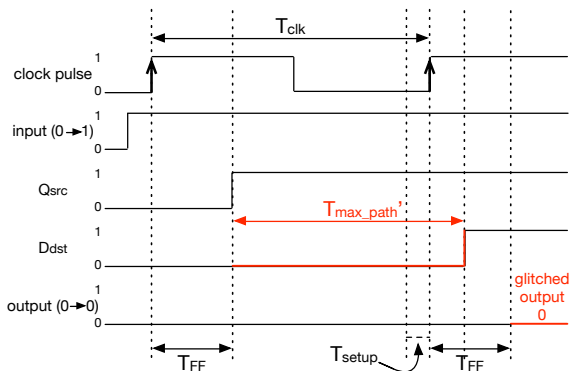 Tclk
1
clock pulse
0
1
input (0→1)
0
1
Qsrc
0
Tmax_path'
1
Ddst
0
1
glitched
output
0
output (0→0)
0
TFF
Tsetup
TFF